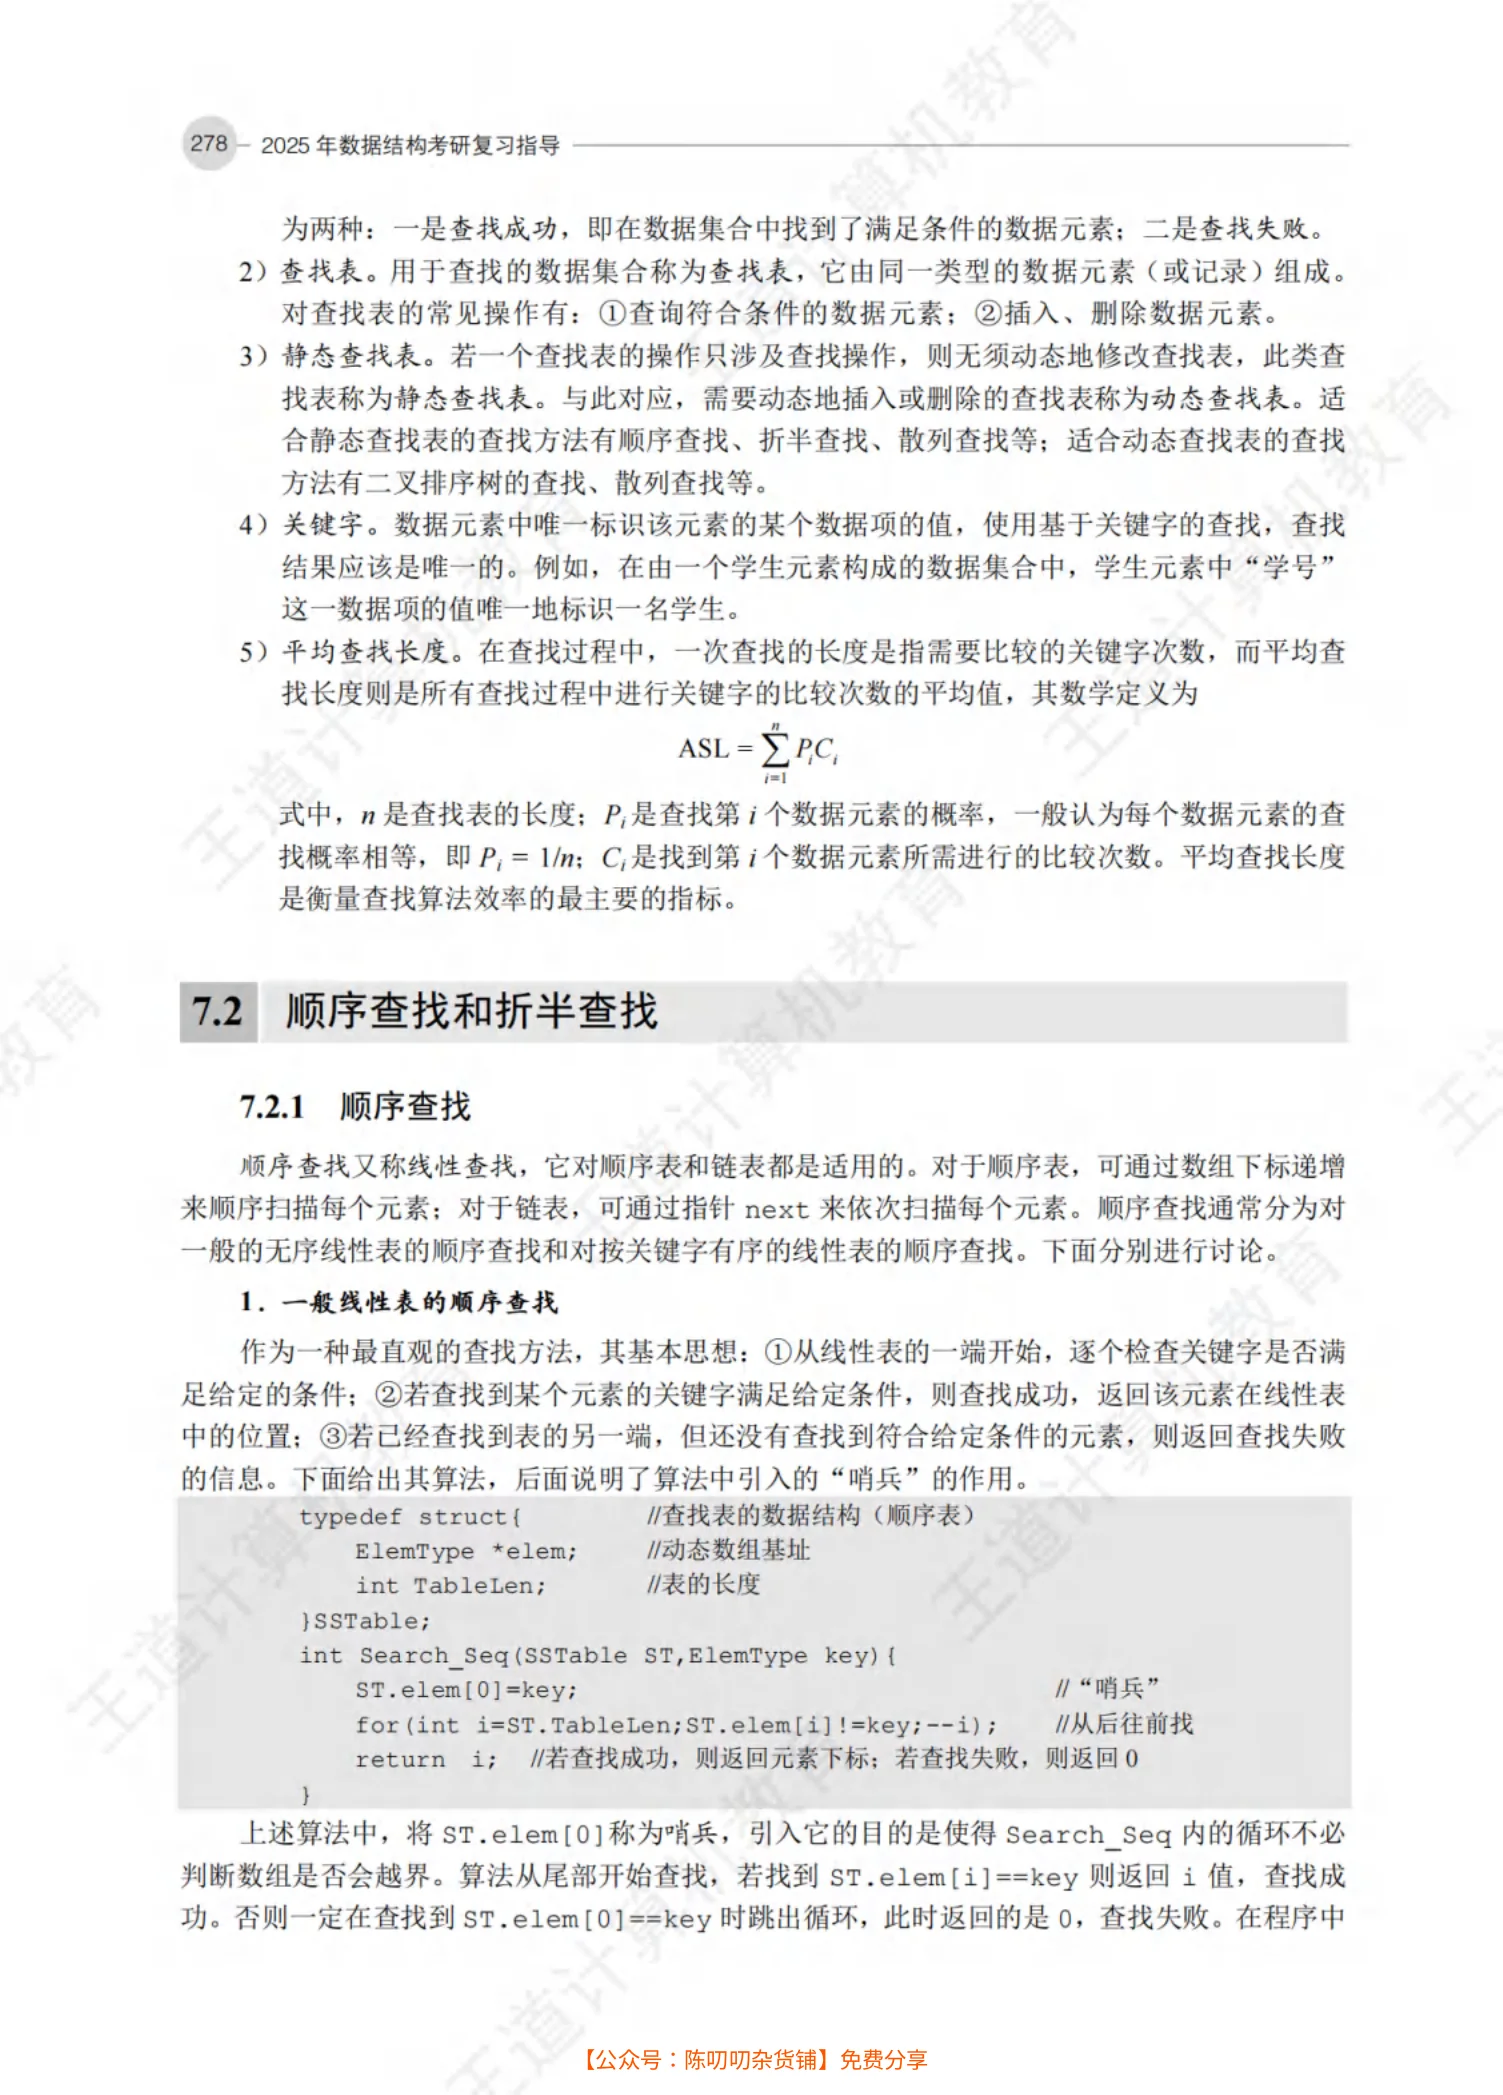 278 2025 年数据结构考研复习指导
为两种：一是查找成功，即在数据集合中找到了满足条件的数据元素；二是查找失败。
2）查找表。用于查找的数据集合称为查找表，它由同一类型的数据元素（或记录）组成。
对查找表的常见操作有：①查询符合条件的数据元素；②插入、删除数据元素。
3）静态查找表。若一个查找表的操作只涉及查找操作，则无须动态地修改查找表，此类查
找表称为静态查找表。与此对应，需要动态地插入或删除的查找表称为动态查找表。适
合静态查找表的查找方法有顺序查找、折半查找、散列查找等；适合动态查找表的查找
方法有二叉排序树的查找、散列查找等。
4）关键字。数据元素中唯一标识该元素的某个数据项的值，使用基于关键字的查找，查找
结果应该是唯一的。例如，在由一个学生元素构成的数据集合中，学生元素中“学号”
这一数据项的值唯一地标识一名学生。
5）平均查找长度。在查找过程中，一次查找的长度是指需要比较的关键字次数，而平均查
找长度则是所有查找过程中进行关键字的比较次数的平均值，其数学定义为
ASL = ∑_{i=1}^{n} P_i C_i
式中，n 是查找表的长度；P_i 是查找第 i 个数据元素的概率，一般认为每个数据元素的查
找概率相等，即 P_i = 1/n；C_i 是找到第 i 个数据元素所需进行的比较次数。平均查找长度
是衡量查找算法效率的最主要的指标。
7.2 顺序查找和折半查找
7.2.1 顺序查找
顺序查找又称线性查找，它对顺序表和链表都是适用的。对于顺序表，可通过数组下标递增
来顺序扫描每个元素；对于链表，可通过指针 next 来依次扫描每个元素。顺序查找通常分为对
一般的无序线性表的顺序查找和对按关键字有序的线性表的顺序查找。下面分别进行讨论。
1．一般线性表的顺序查找
作为一种最直观的查找方法，其基本思想：①从线性表的一端开始，逐个检查关键字是否满
足给定的条件；②若查找到某个元素的关键字满足给定条件，则查找成功，返回该元素在线性表
中的位置；③若已经查找到表的另一端，但还没有查找到符合给定条件的元素，则返回查找失败
的信息。下面给出其算法，后面说明了算法中引入的“哨兵”的作用。
typedef struct{ //查找表的数据结构（顺序表）
ElemType *elem; //动态数组基址
int TableLen; //表的长度
}SSTable;
int Search_Seq(SSTable ST,ElemType key){
ST.elem[0]=key; //“哨兵”
for(int i=ST.TableLen;ST.elem[i]!=key;--i); //从后往前找
return i; //若查找成功，则返回元素下标；若查找失败，则返回 0
}
上述算法中，将 ST.elem[0]称为哨兵，引入它的目的是使得 Search_Seq 内的循环不必
判断数组是否会越界。算法从尾部开始查找，若找到 ST.elem[i]==key 则返回 i 值，查找成
功。否则一定在查找到 ST.elem[0]==key 时跳出循环，此时返回的是 0，查找失败。在程序中
【公众号：陈叨叨杂货铺】免费分享
王道计算机教育